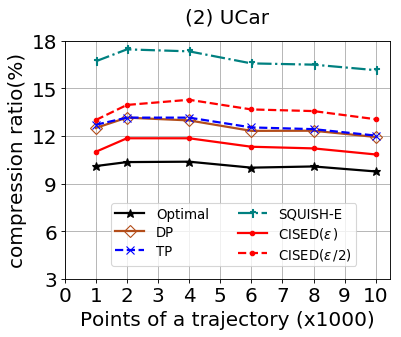 (2) UCar
compression ratio(%)
18
15
12
9
6
3
Optimal
DP
TP
SQUISH-E
CISED(ε)
CISED(ε/2)
0 1 2 3 4 5 6 7 8 9 10
Points of a trajectory (x1000)